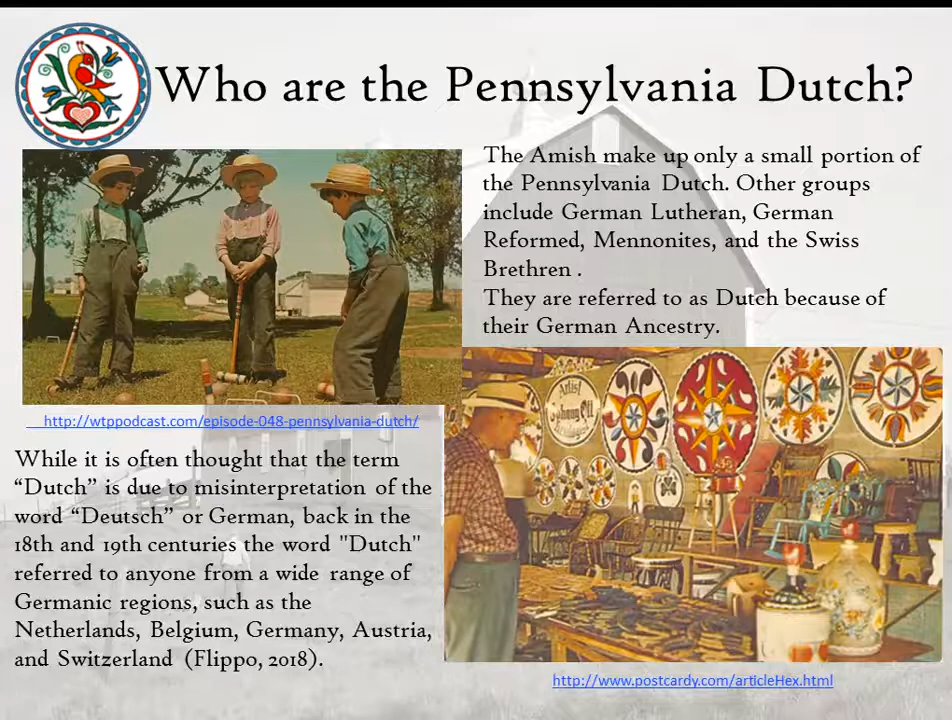 Who are the Pennsylvania Dutch?
The Amish make up only a small portion of
the Pennsylvania Dutch. Other groups
include German Lutheran, German
Reformed, Mennonites, and the Swiss
Brethren .
They are referred to as Dutch because of
their German Ancestry.
http://wtppodcast.com/episode-048-pennsylvania-dutch/
While it is often thought that the term
“Dutch” is due to misinterpretation of the
word “Deutsch” or German, back in the
18th and 19th centuries the word "Dutch"
referred to anyone from a wide range of
Germanic regions, such as the
Netherlands, Belgium, Germany, Austria,
and Switzerland (Flippo, 2018).
Artist
Johnny Ott
http://www.postcardy.com/articleHex.html